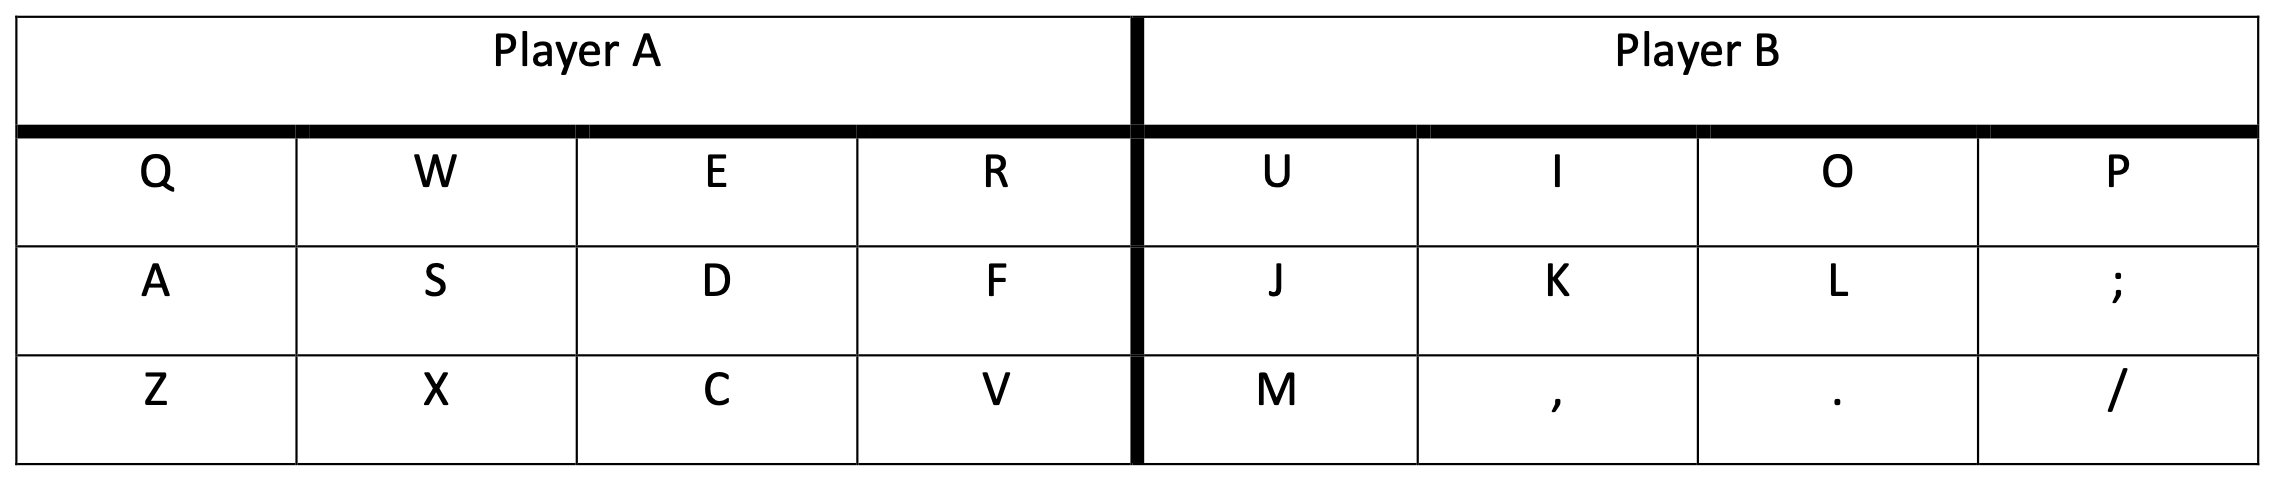 Player A Player B
Q W E R U I O P
A S D F J K L ;
Z X C V M , . /